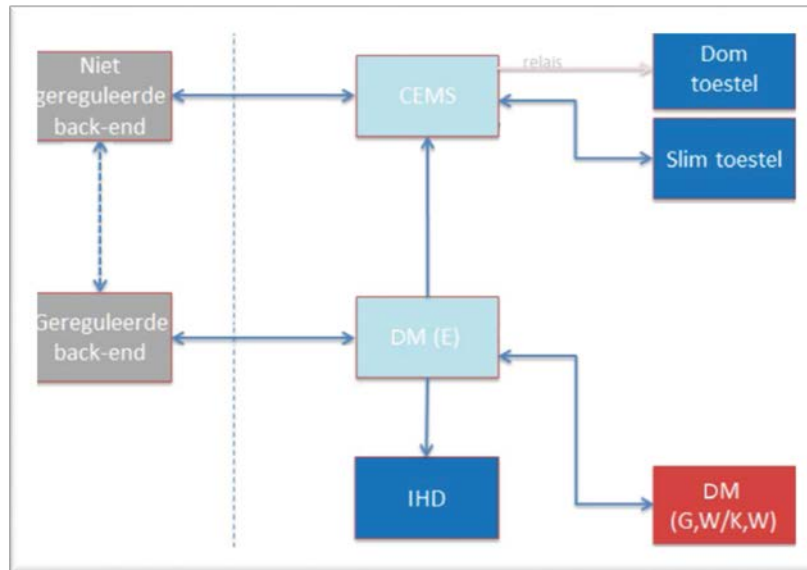 Niet
gereguleerde
back-end
CEMS
relais
Dom
toestel
Slim toestel
Gereguleerde
back-end
DM (E)
IHD
DM
(G,W/K,W)